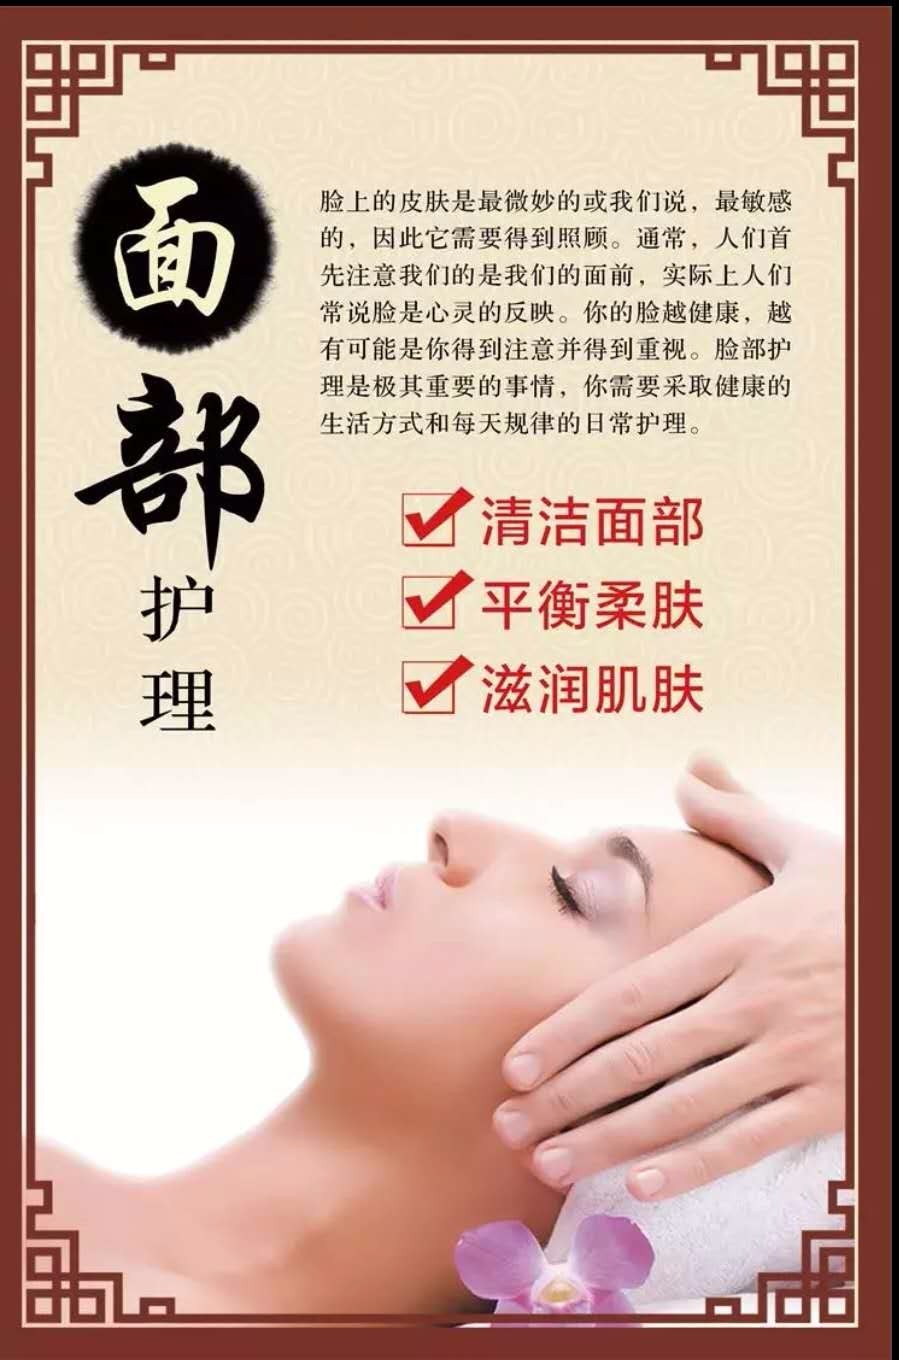 面部护理
脸上的皮肤是最微妙的或我们说，最敏感
的，因此它需要得到照顾。通常，人们首
先注意我们的是我们的面前，实际上人们
常说脸是心灵的反映。你的脸越健康，越
有可能是你得到注意并得到重视。脸部护
理是极其重要的事情，你需要采取健康的
生活方式和每天规律的日常护理。
清洁面部
平衡柔肤
滋润肌肤